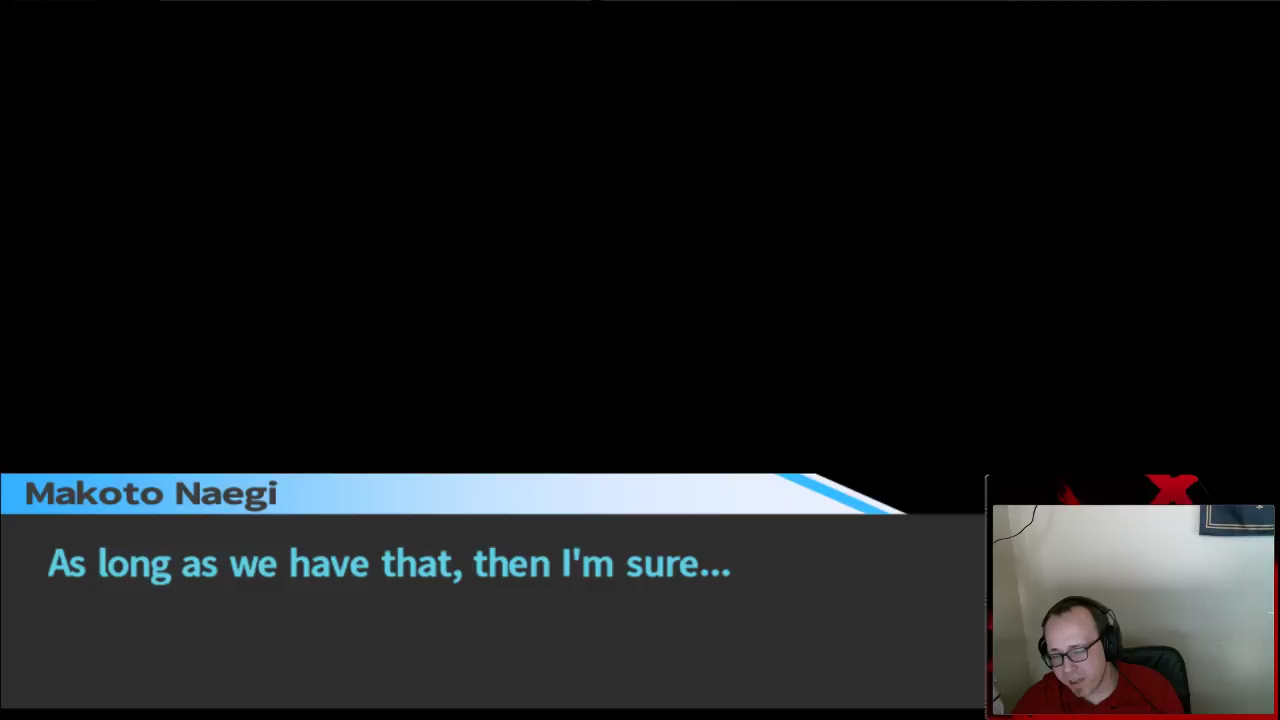 Makoto Naegi
As long as we have that, then I'm sure...